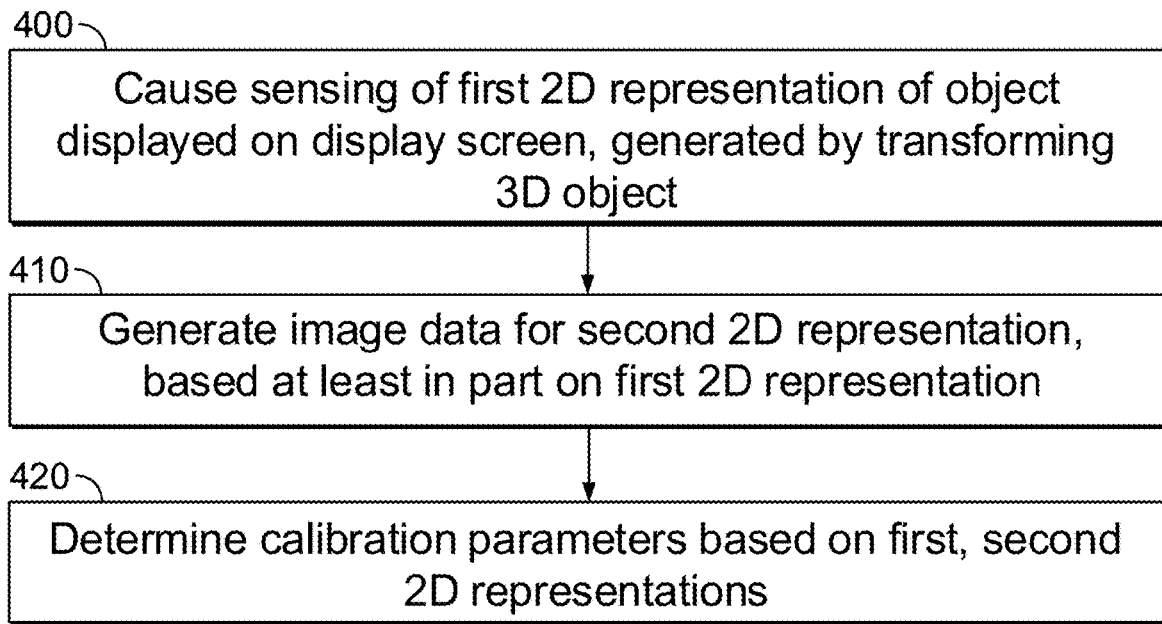 400
Cause sensing of first 2D representation of object
displayed on display screen, generated by transforming
3D object
410
Generate image data for second 2D representation,
based at least in part on first 2D representation
420
Determine calibration parameters based on first, second
2D representations